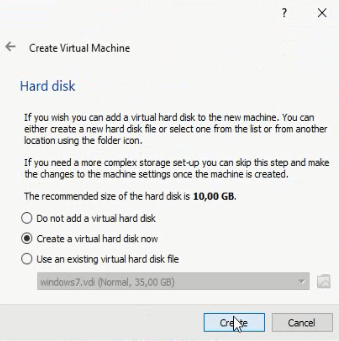 ?
Create Virtual Machine
Hard disk
If you wish you can add a virtual hard disk to the new machine. You can
either create a new hard disk file or select one from the list or from another
location using the folder icon.
If you need a more complex storage set-up you can skip this step and make
the changes to the machine settings once the machine is created.
The recommended size of the hard disk is 10,00 GB.
Do not add a virtual hard disk
Create a virtual hard disk now
Use an existing virtual hard disk file
windows7.vdi (Normal, 35,00 GB)
Create
Cancel